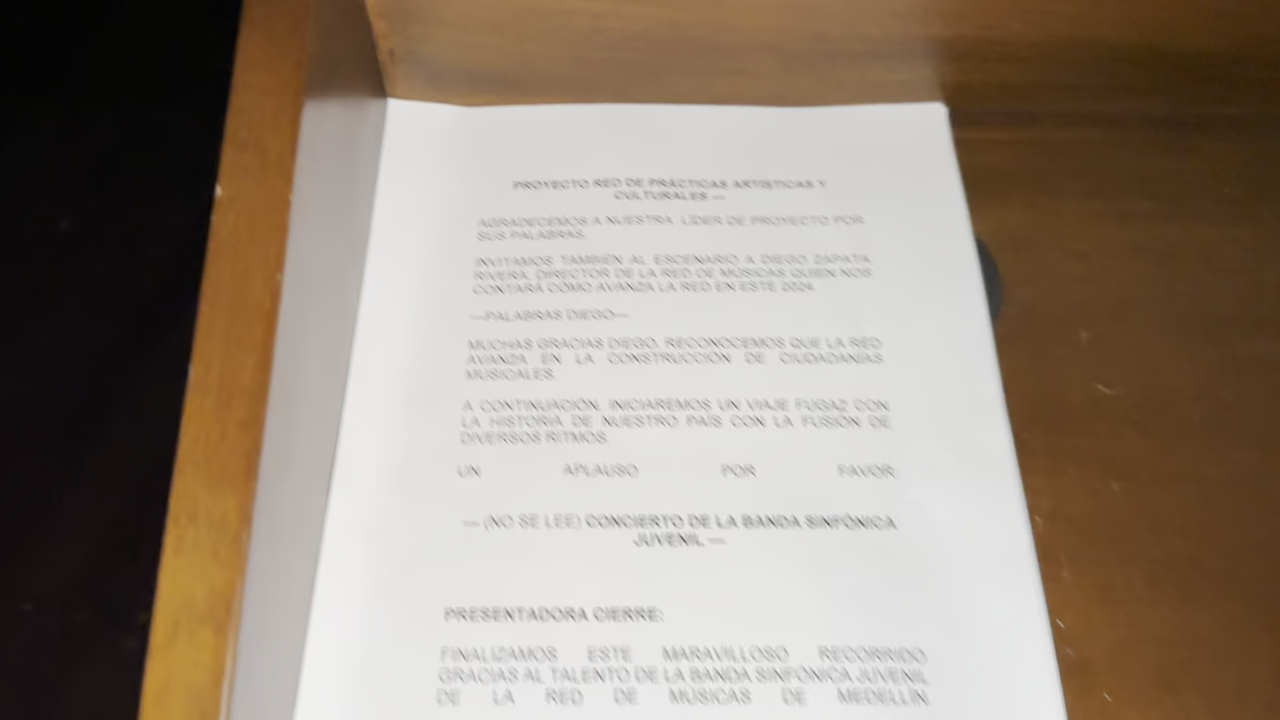 PROYECTO RED DE PRÁCTICAS ARTÍSTICAS Y
CULTURALES —
AGRADECEMOS A NUESTRA LÍDER DE PROYECTO POR
SUS PALABRAS.
INVITAMOS TAMBIÉN AL ESCENARIO A DIEGO ZAPATA
RIVERA, DIRECTOR DE LA RED DE MÚSICAS QUIEN NOS
CONTARÁ CÓMO AVANZA LA RED EN ESTE 2024.
—PALABRAS DIEGO—
MUCHAS GRACIAS DIEGO, RECONOCEMOS QUE LA RED
AVANZA EN LA CONSTRUCCIÓN DE CIUDADANÍAS
MUSICALES.
A CONTINUACIÓN, INICIAREMOS UN VIAJE FUGAZ CON
LA HISTORIA DE NUESTRO PAÍS CON LA FUSIÓN DE
DIVERSOS RITMOS.
UN APLAUSO POR FAVOR.
— (NO SE LEE) CONCIERTO DE LA BANDA SINFÓNICA
JUVENIL —
PRESENTADORA CIERRE:
FINALIZAMOS ESTE MARAVILLOSO RECORRIDO
GRACIAS AL TALENTO DE LA BANDA SINFÓNICA JUVENIL
DE LA RED DE MÚSICAS DE MEDELLÍN.